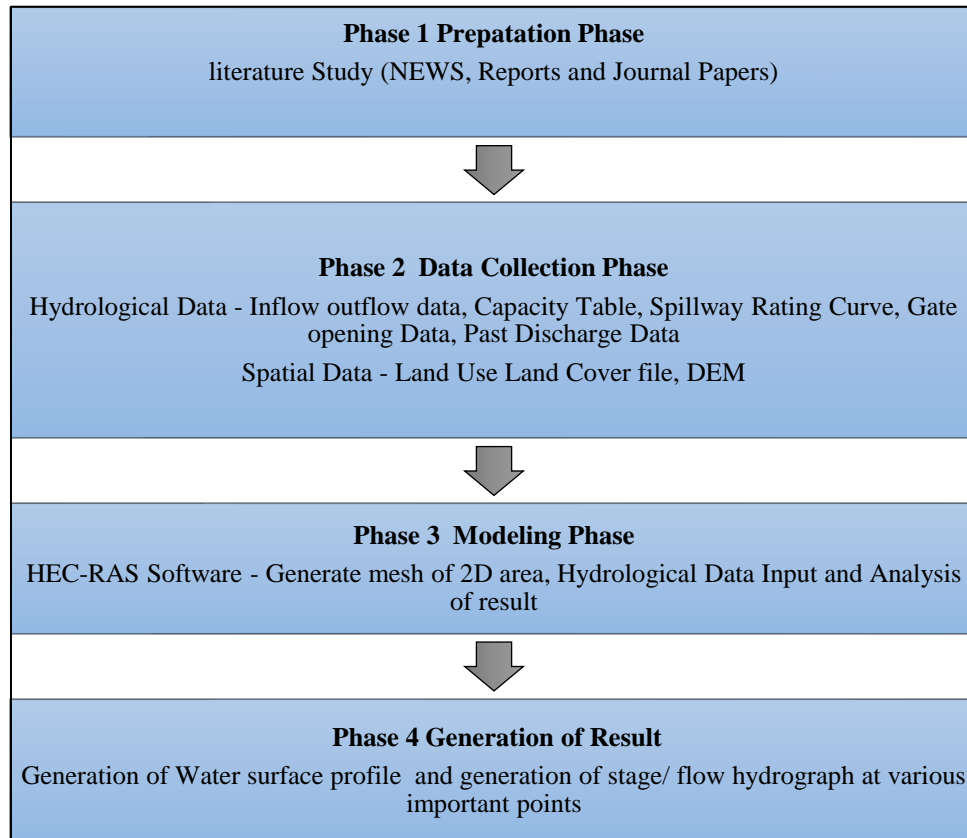 Phase 1 Prepatation Phase
literature Study (NEWS, Reports and Journal Papers)
Phase 2  Data Collection Phase
Hydrological Data - Inflow outflow data, Capacity Table, Spillway Rating Curve, Gate
opening Data, Past Discharge Data
Spatial Data - Land Use Land Cover file, DEM
Phase 3  Modeling Phase
HEC-RAS Software - Generate mesh of 2D area, Hydrological Data Input and Analysis
of result
Phase 4 Generation of Result
Generation of Water surface profile  and generation of stage/ flow hydrograph at various
important points